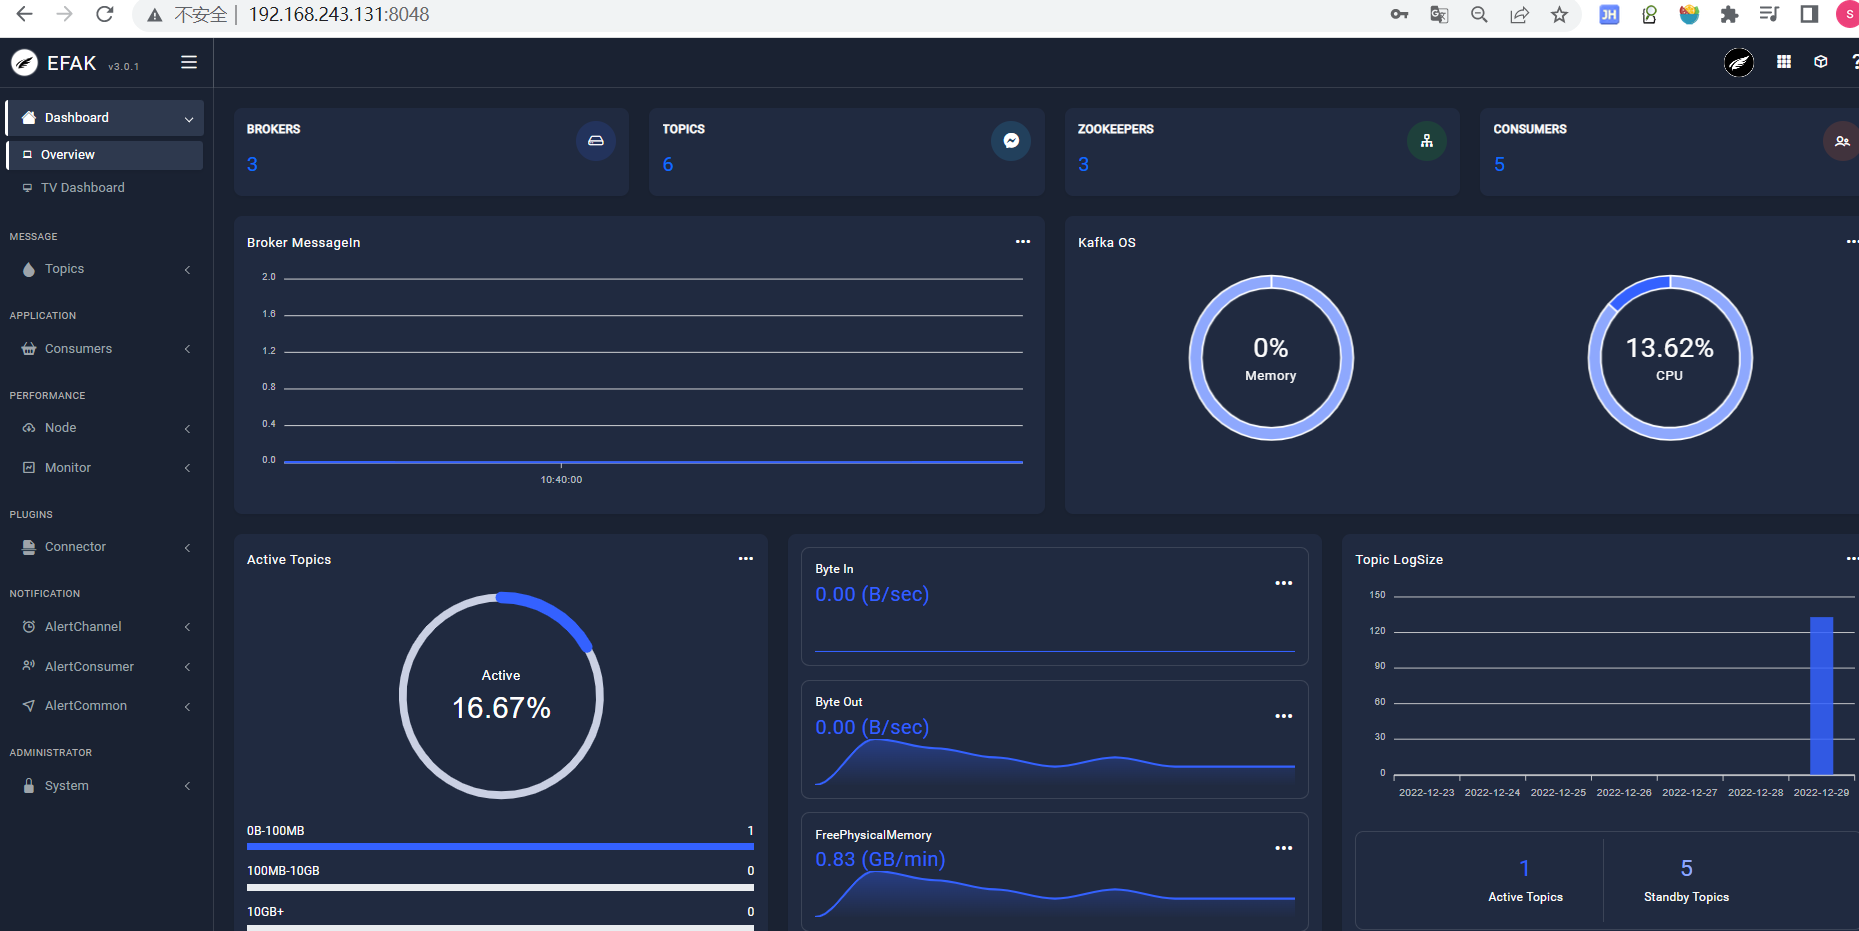 不安全 | 192.168.243.131:8048
JH
S
EFAK v3.0.1
?
Dashboard
Overview
TV Dashboard
MESSAGE
Topics
APPLICATION
Consumers
PERFORMANCE
Node
Monitor
PLUGINS
Connector
NOTIFICATION
AlertChannel
AlertConsumer
AlertCommon
ADMINISTRATOR
System
BROKERS
3
TOPICS
6
ZOOKEEPERS
3
CONSUMERS
5
Broker MessageIn
2.0
1.6
1.2
0.8
0.4
0.0
10:40:00
Kafka OS
0%
Memory
13.62%
CPU
Active Topics
Active
16.67%
0B-100MB 1
100MB-10GB 0
10GB+ 0
Byte In
0.00 (B/sec)
Byte Out
0.00 (B/sec)
FreePhysicalMemory
0.83 (GB/min)
Topic LogSize
150
120
90
60
30
0
2022-12-23 2022-12-24 2022-12-25 2022-12-26 2022-12-27 2022-12-28 2022-12-29
1
Active Topics
5
Standby Topics